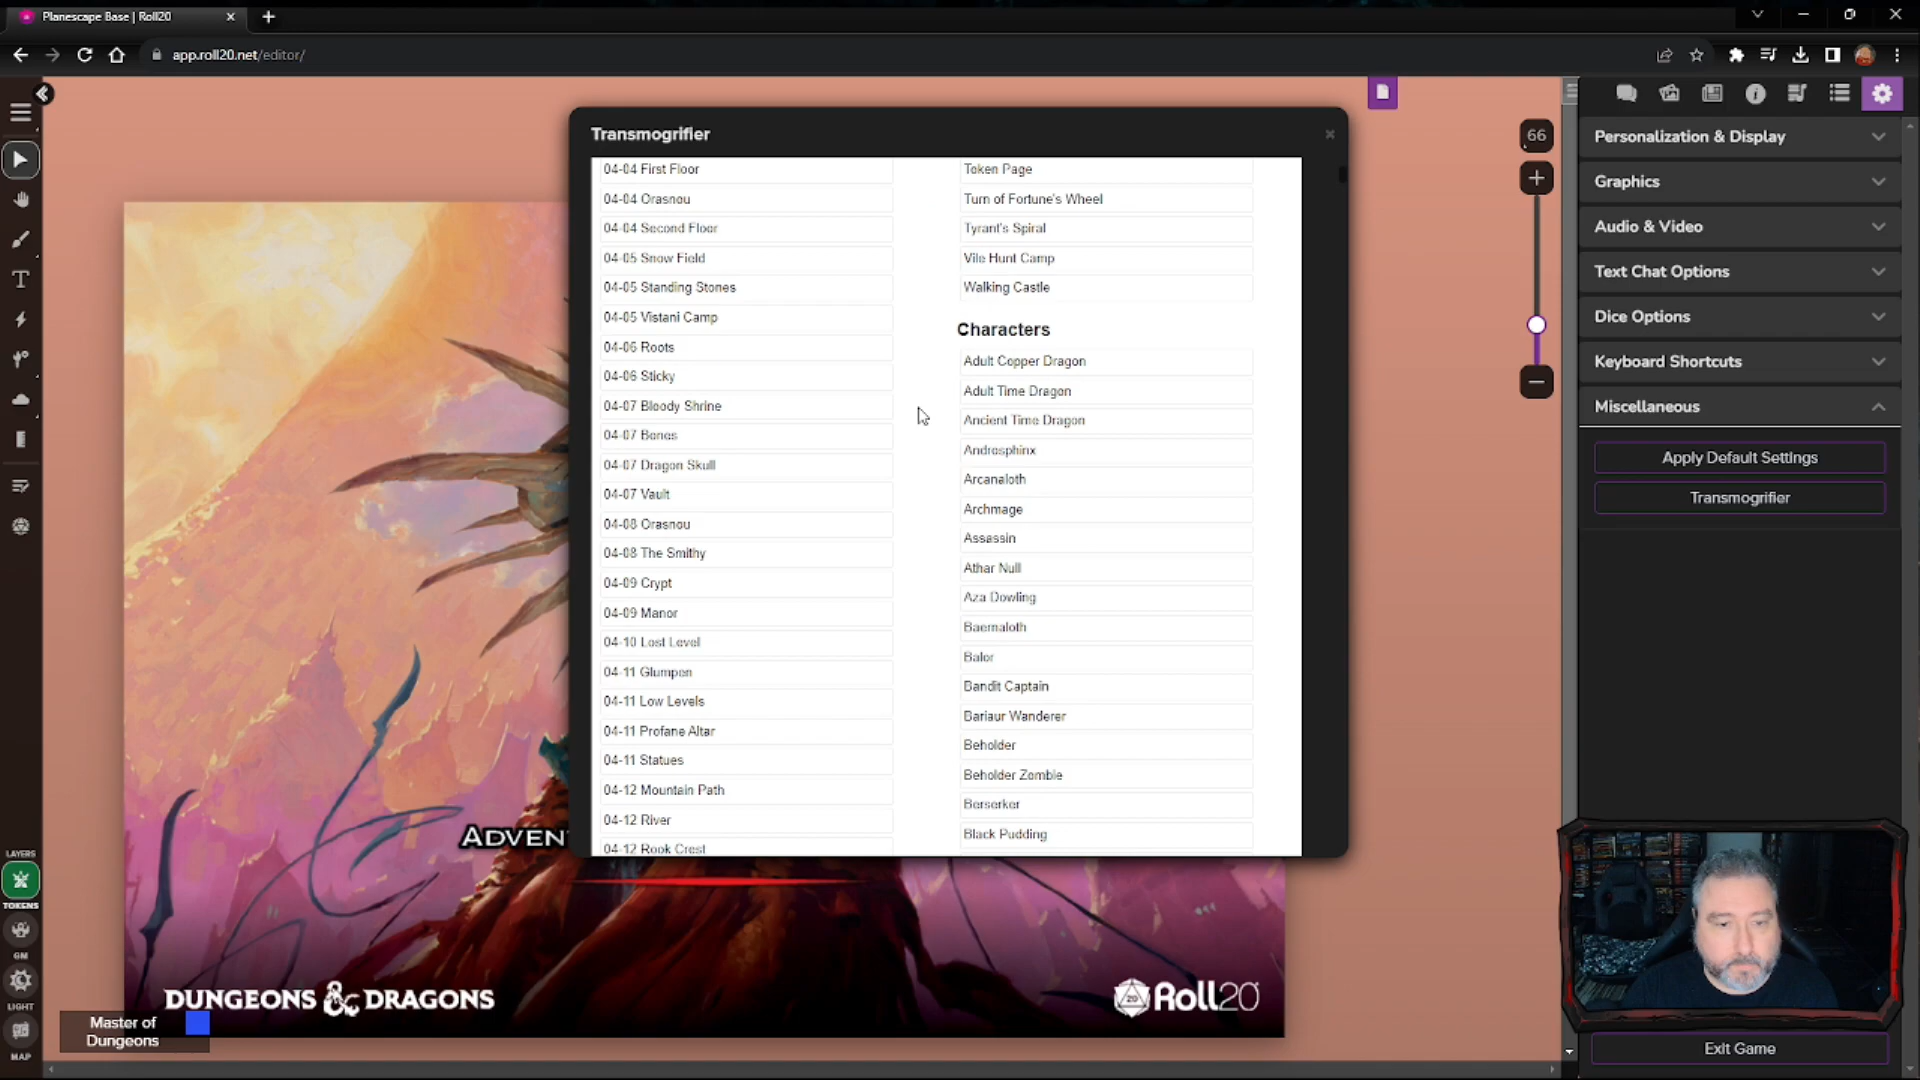 Planescape Base | Roll20
app.roll20.net/editor/
Transmogrifier
04-04 First Floor
04-04 Orasnou
04-04 Second Floor
04-05 Snow Field
04-05 Standing Stones
04-05 Vistani Camp
04-06 Roots
04-06 Sticky
04-07 Bloody Shrine
04-07 Bones
04-07 Dragon Skull
04-07 Vault
04-08 Orasnou
04-08 The Smithy
04-09 Crypt
04-09 Manor
04-10 Lost Level
04-11 Glumpen
04-11 Low Levels
04-11 Profane Altar
04-11 Statues
04-12 Mountain Path
04-12 River
04-12 Rook Crest
Token Page
Turn of Fortune's Wheel
Tyrant's Spiral
Vile Hunt Camp
Walking Castle
Characters
Adult Copper Dragon
Adult Time Dragon
Ancient Time Dragon
Androsphinx
Arcanaloth
Archmage
Assassin
Athar Null
Aza Dowling
Baernaloth
Balor
Bandit Captain
Bariaur Wanderer
Beholder
Beholder Zombie
Berserker
Black Pudding
66
Personalization & Display
Graphics
Audio & Video
Text Chat Options
Dice Options
Keyboard Shortcuts
Miscellaneous
Apply Default Settings
Transmogrifier
Exit Game
LAYERS
TOKENS
GM
LIGHT
MAP
ADVEN
DUNGEONS & DRAGONS
20
Roll20
Master of
Dungeons